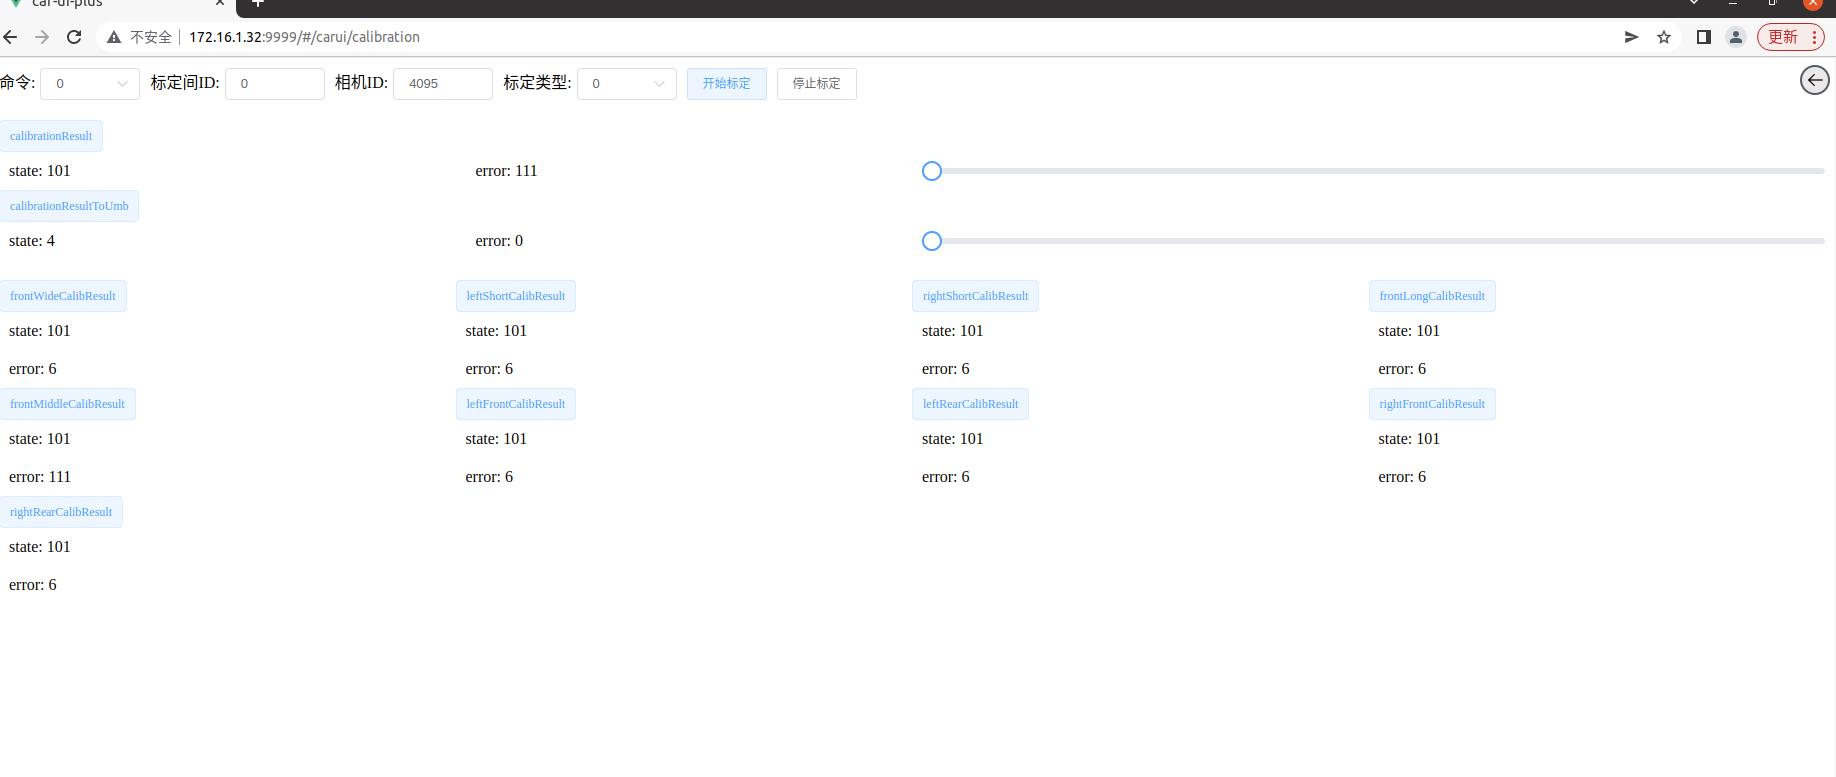 car-ui-plus
不安全 172.16.1.32:9999/#/carui/calibration 更新
命令: 0 标定间ID: 0 相机ID: 4095 标定类型: 0 开始标定 停止标定
calibrationResult
state: 101 error: 111
calibrationResultToUmb
state: 4 error: 0
frontWideCalibResult leftShortCalibResult rightShortCalibResult frontLongCalibResult
state: 101 state: 101 state: 101 state: 101
error: 6 error: 6 error: 6 error: 6
frontMiddleCalibResult leftFrontCalibResult leftRearCalibResult rightFrontCalibResult
state: 101 state: 101 state: 101 state: 101
error: 111 error: 6 error: 6 error: 6
rightRearCalibResult
state: 101
error: 6